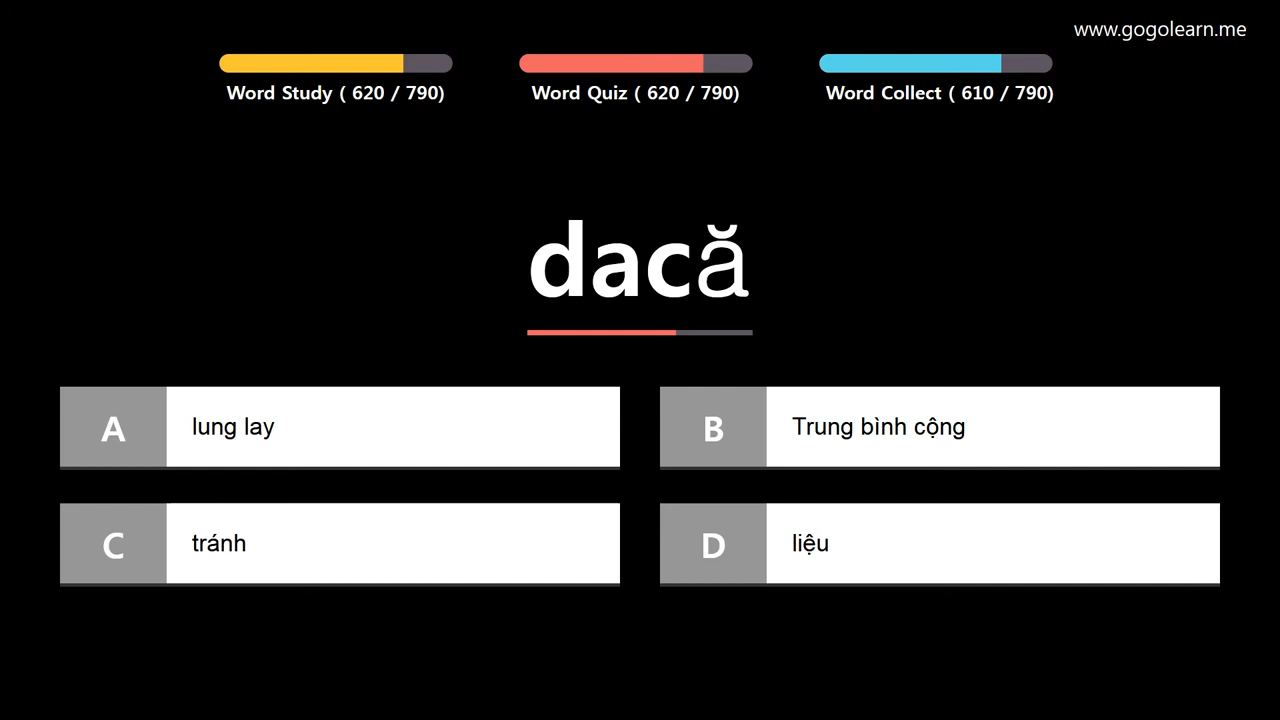 www.gogolearn.me
Word Study ( 620 / 790)
Word Quiz ( 620 / 790)
Word Collect ( 610 / 790)
dacă
A lung lay
B Trung bình cộng
C tránh
D liệu